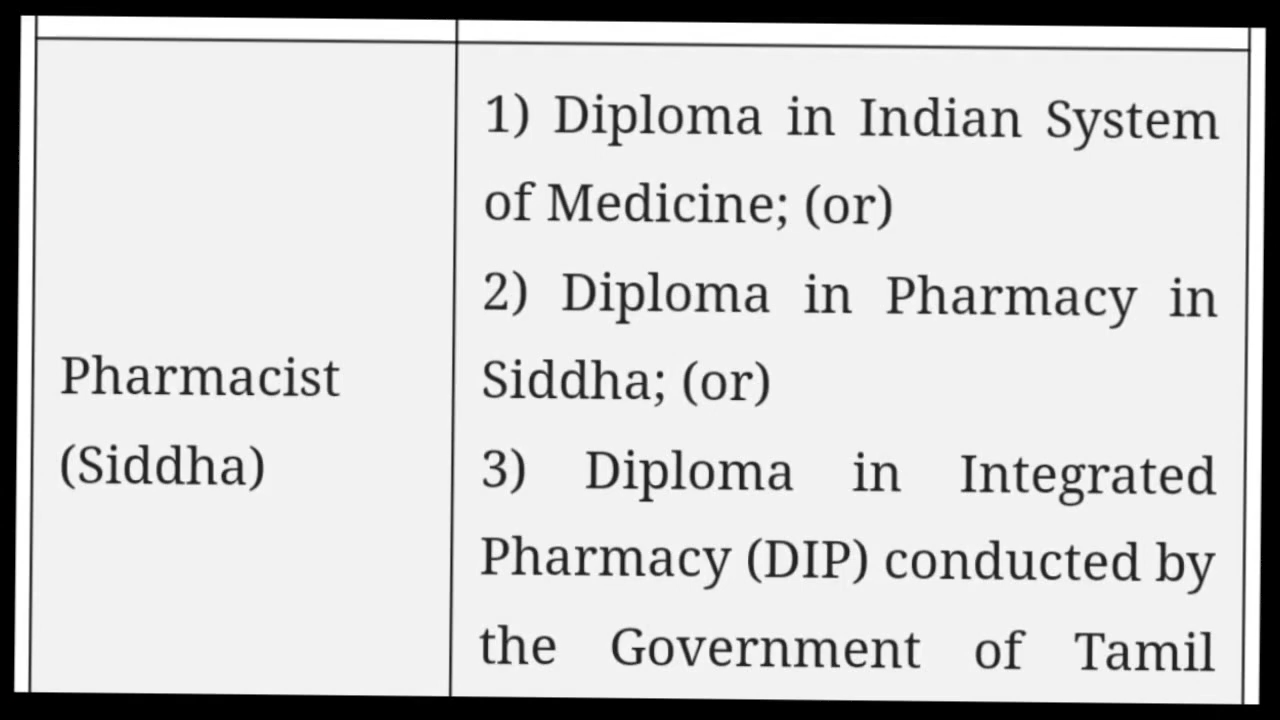 Pharmacist
(Siddha)
1) Diploma in Indian System
of Medicine; (or)
2) Diploma in Pharmacy in
Siddha; (or)
3) Diploma in Integrated
Pharmacy (DIP) conducted by
the Government of Tamil